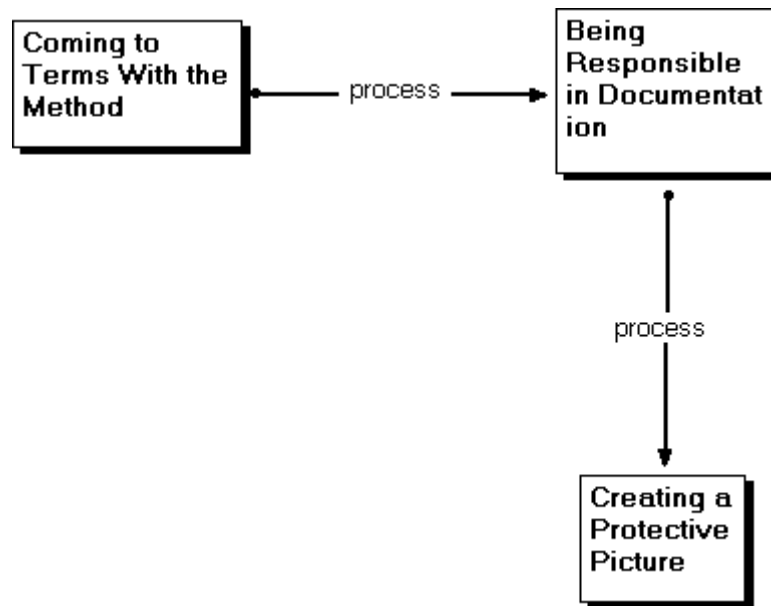 Coming to
Terms With the
Method
process
Being
Responsible
in Documentat
ion
process
Creating a
Protective
Picture